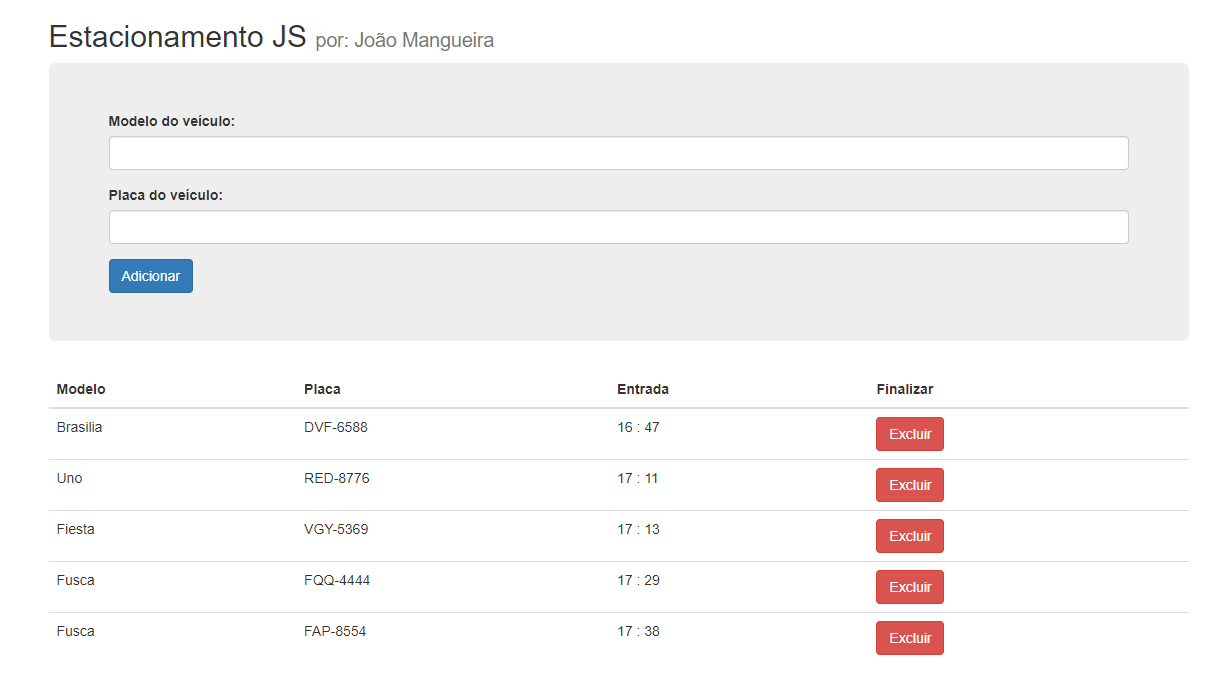 Estacionamento JS por: João Mangueira
Modelo do veículo:
Placa do veículo:
Adicionar
Modelo Placa Entrada Finalizar
Brasilia DVF-6588 16 : 47 Excluir
Uno RED-8776 17 : 11 Excluir
Fiesta VGY-5369 17 : 13 Excluir
Fusca FQQ-4444 17 : 29 Excluir
Fusca FAP-8554 17 : 38 Excluir